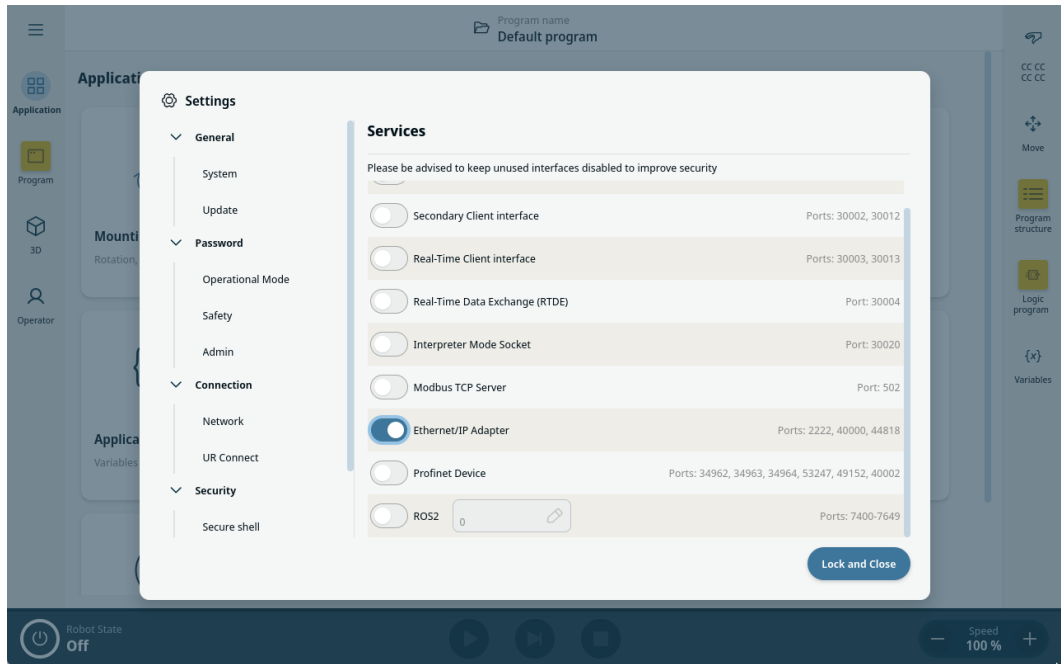 Program name
Default program
Applicati
Application
Program
3D
Operator
Mounti
Rotation,
Applica
Variables
Settings
General
System
Update
Password
Operational Mode
Safety
Admin
Connection
Network
UR Connect
Security
Secure shell
Services
Please be advised to keep unused interfaces disabled to improve security
Secondary Client interface Ports: 30002, 30012
Real-Time Client interface Ports: 30003, 30013
Real-Time Data Exchange (RTDE) Port: 30004
Interpreter Mode Socket Port: 30020
Modbus TCP Server Port: 502
Ethernet/IP Adapter Ports: 2222, 40000, 44818
Profinet Device Ports: 34962, 34963, 34964, 53247, 49152, 40002
ROS2 0 Ports: 7400-7649
Lock and Close
CC CC
CC CC
Move
Program
structure
Logic
program
{x}
Variables
Robot State
Off
Speed
100 %